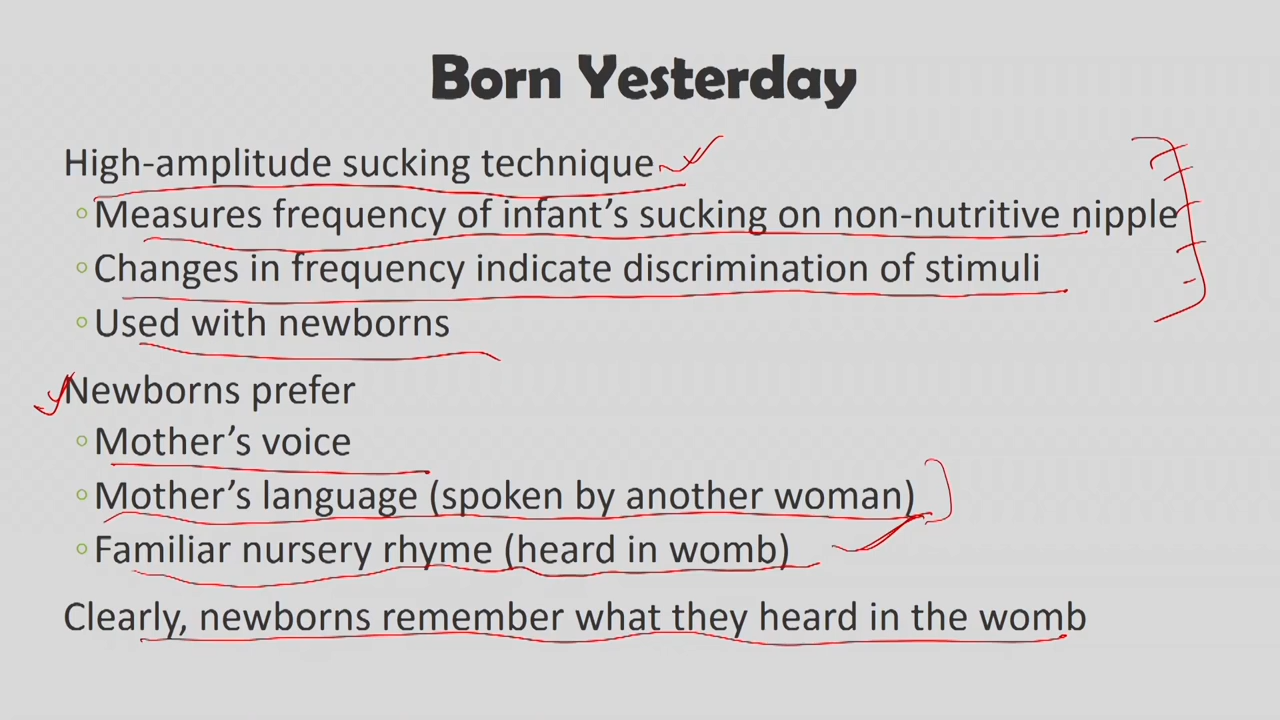 Born Yesterday
High-amplitude sucking technique
◦Measures frequency of infant’s sucking on non-nutritive nipple
◦Changes in frequency indicate discrimination of stimuli
◦Used with newborns
Newborns prefer
◦Mother’s voice
◦Mother’s language (spoken by another woman)
◦Familiar nursery rhyme (heard in womb)
Clearly, newborns remember what they heard in the womb